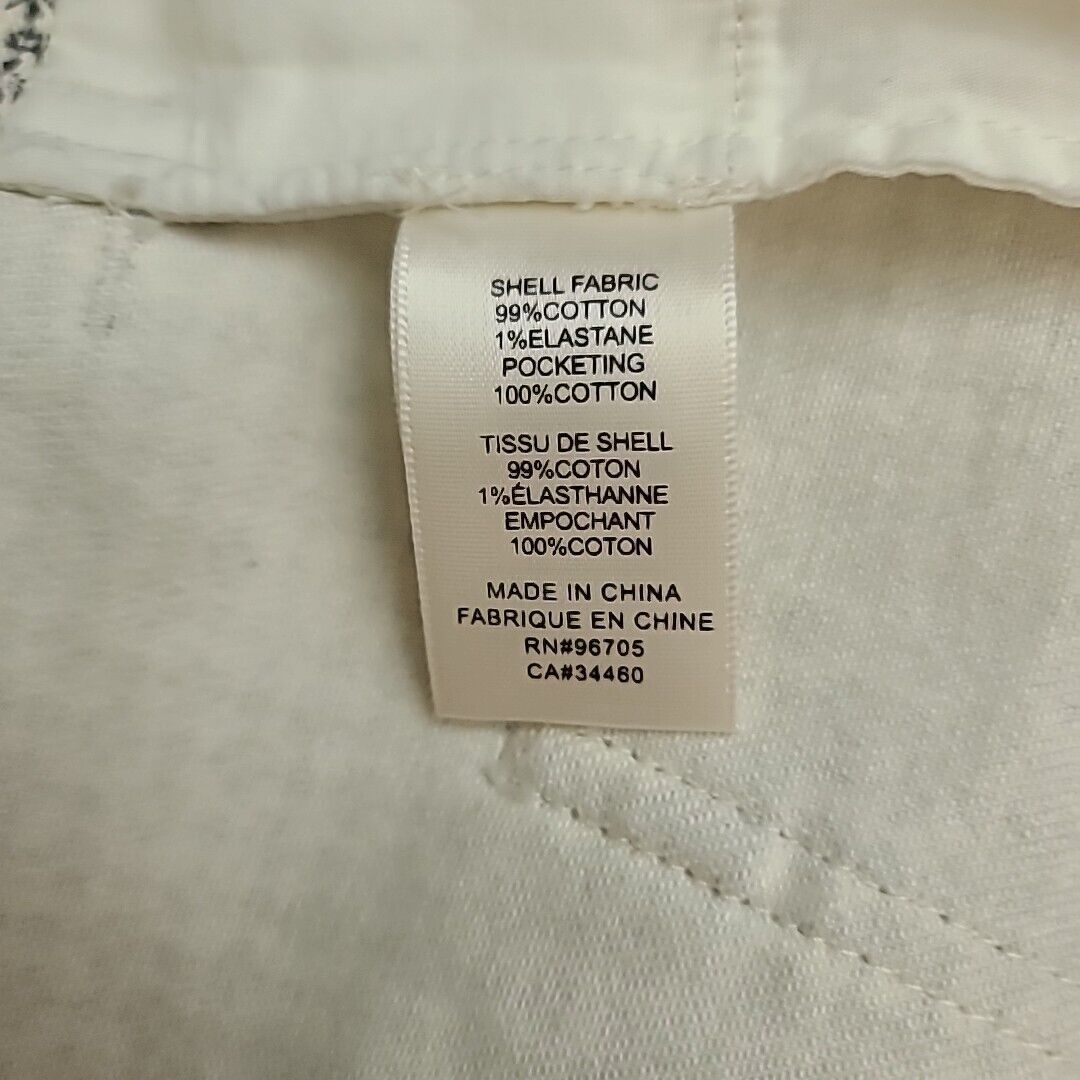 SHELL FABRIC
99%COTTON
1%ELASTANE
POCKETING
100%COTTON
TISSU DE SHELL
99%COTON
1%ÉLASTHANNE
EMPOCHANT
100%COTON
MADE IN CHINA
FABRIQUE EN CHINE
RN#96705
CA#34460